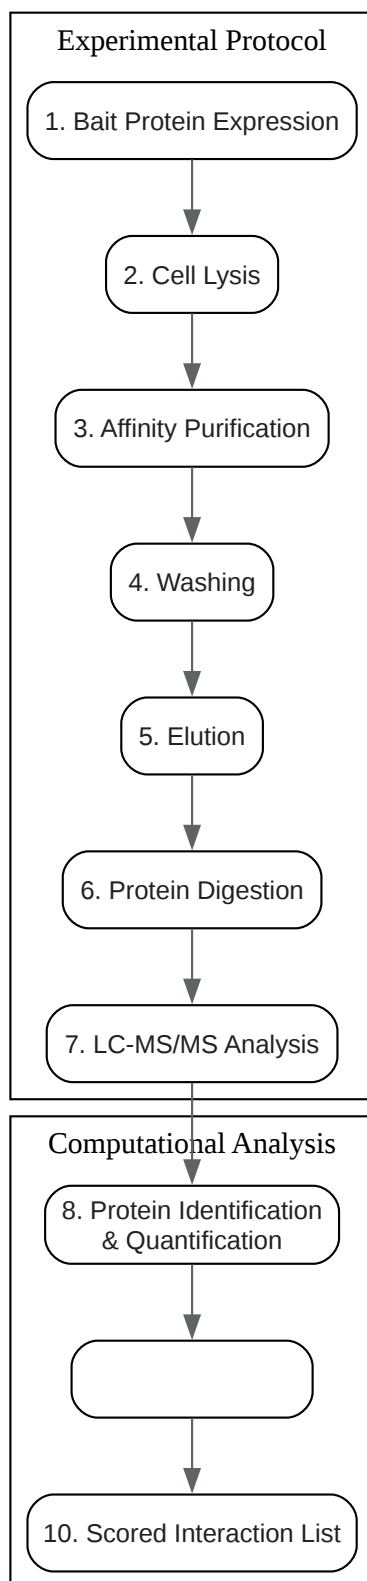 Experimental Protocol
1. Bait Protein Expression
2. Cell Lysis
3. Affinity Purification
4. Washing
5. Elution
6. Protein Digestion
7. LC-MS/MS Analysis
Computational Analysis
8. Protein Identification
& Quantification
10. Scored Interaction List